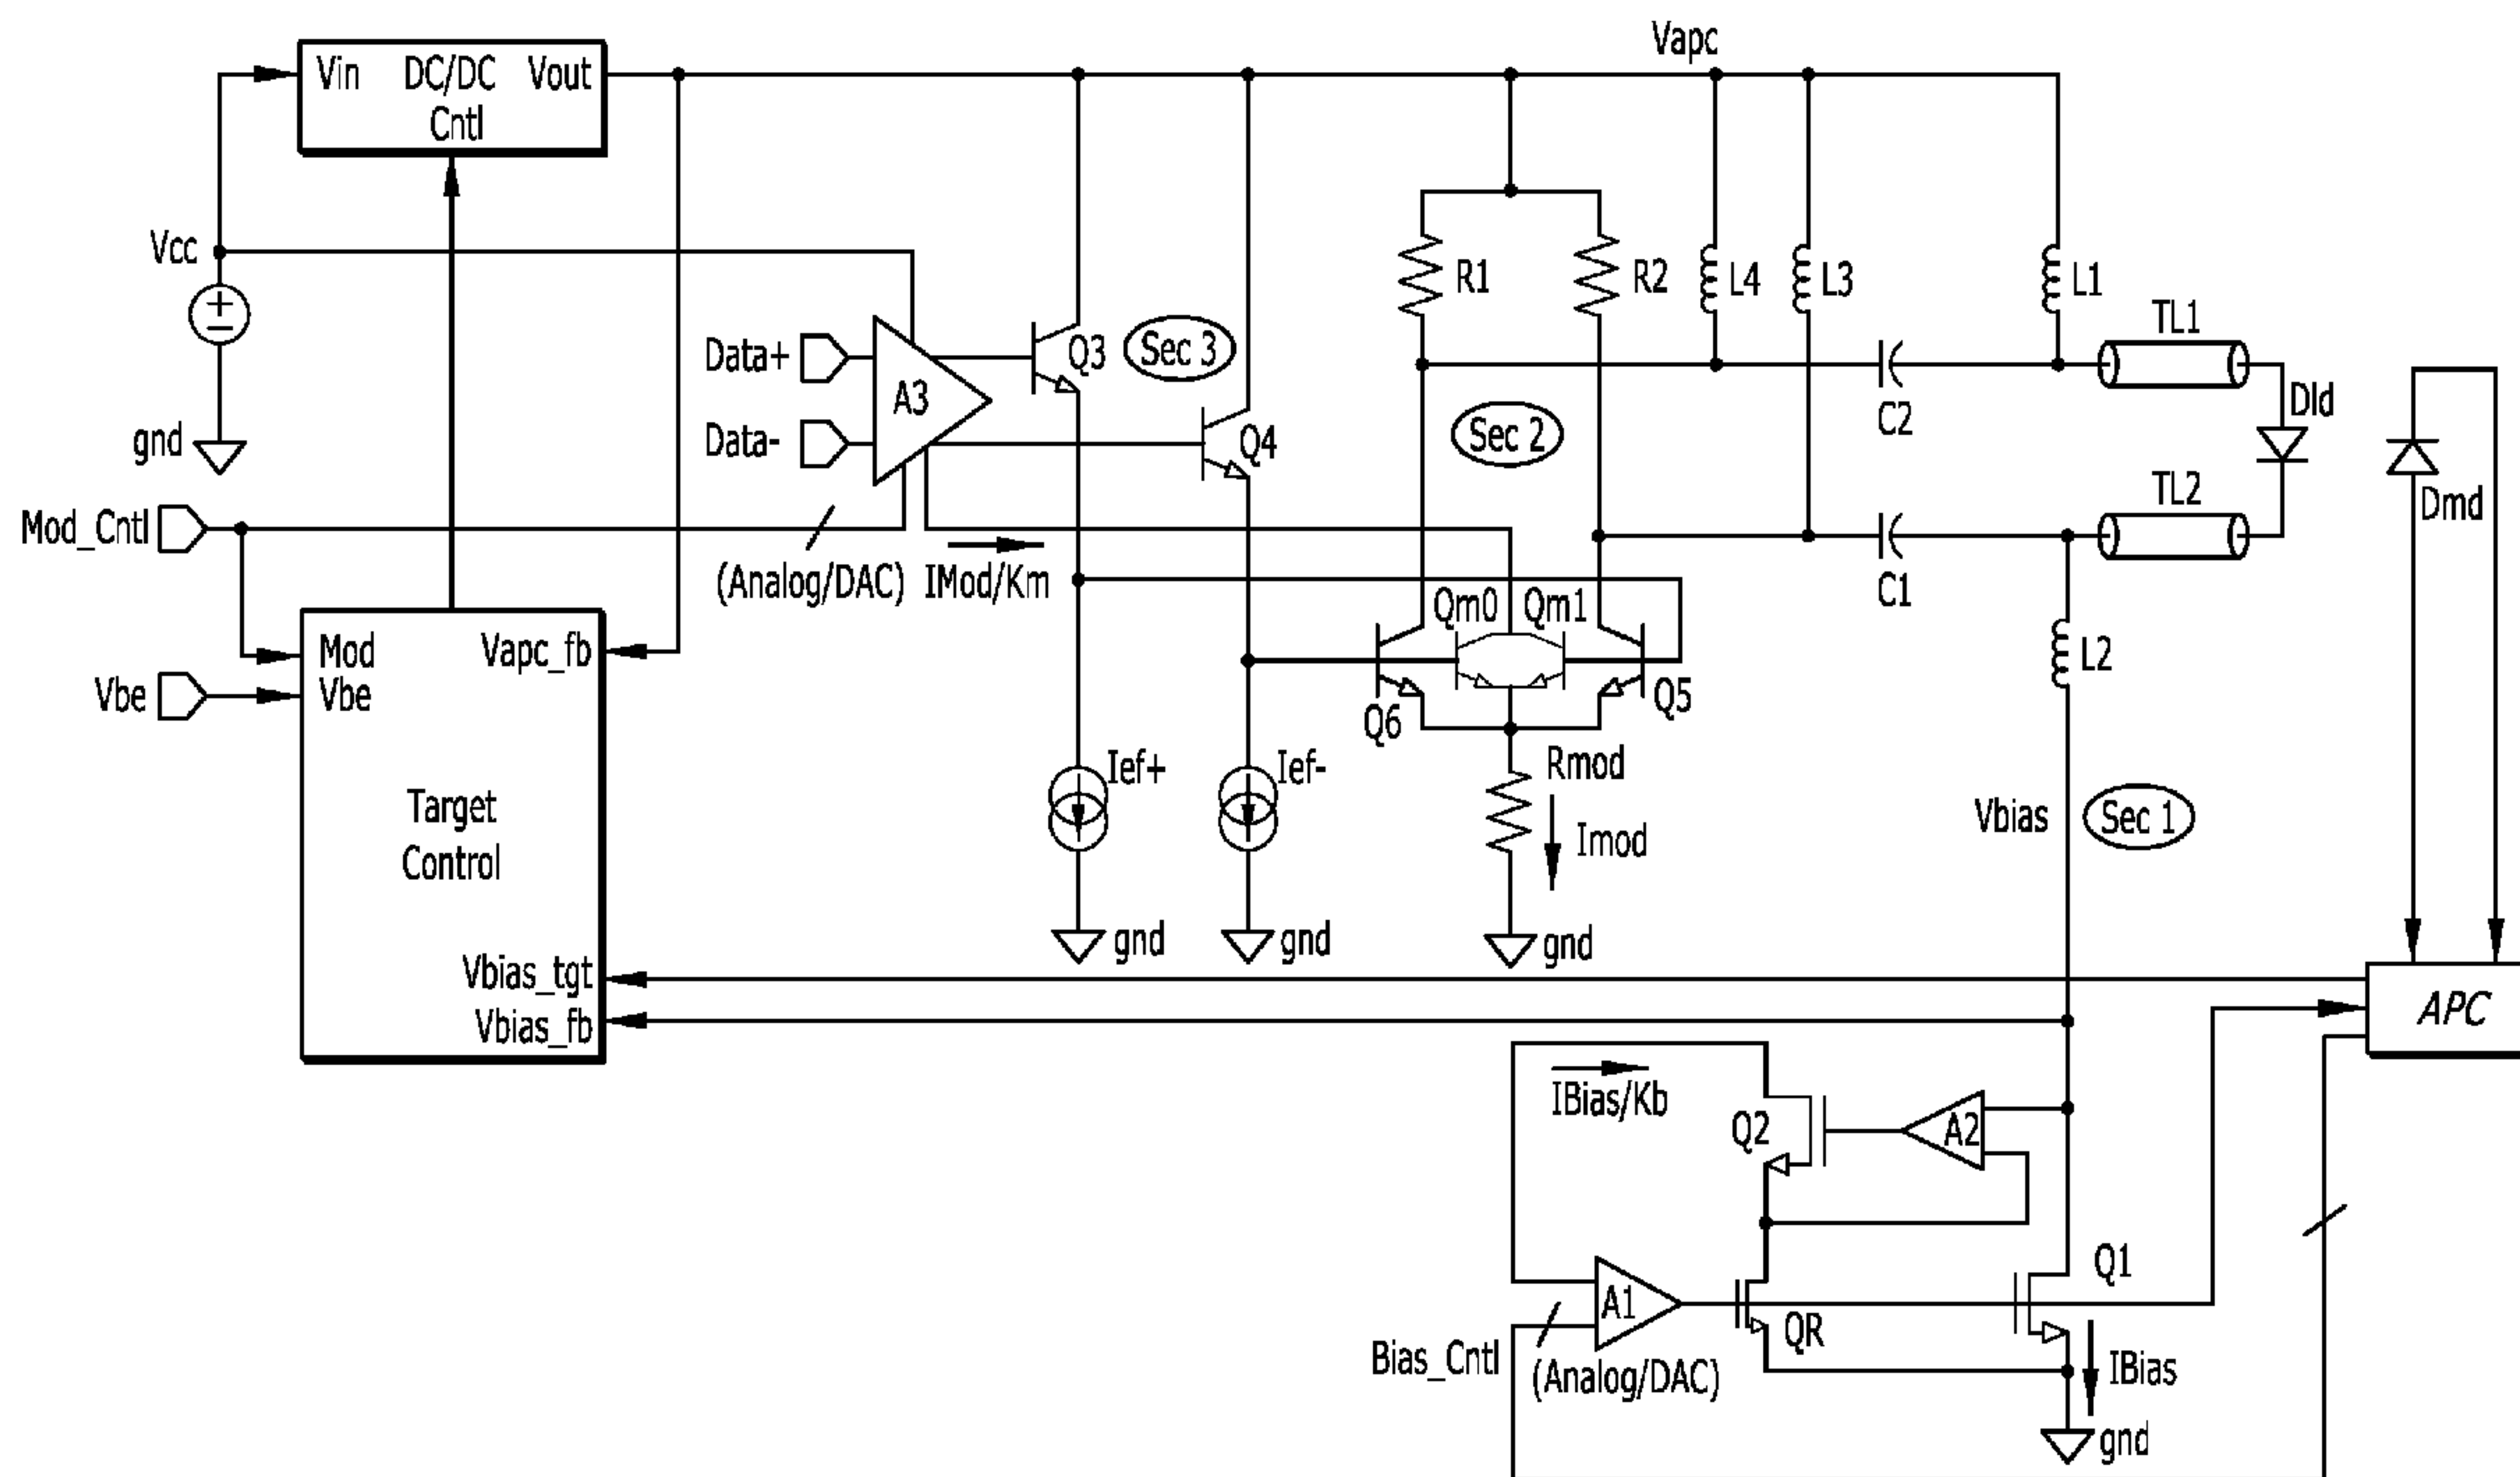 Vapc
Vin DC/DC Vout
Cntl
Vcc
R1
R2
L4
L3
L1
TL1
Data+
Q3
Sec 3
A3
Dld
C2
Sec 2
gnd
Data-
Q4
TL2
Dmd
Mod_Cntl
(Analog/DAC)
IMod/Km
C1
Qm0
Qm1
Mod
Vapc_fb
L2
Vbe
Vbe
Q6
Q5
Ief+
Ief-
Rmod
Target
Control
Imod
Vbias
Sec 1
gnd
gnd
gnd
Vbias_tgt
Vbias_fb
APC
IBias/Kb
Q2
A2
Q1
A1
QR
Bias_Cntl
(Analog/DAC)
IBias
gnd